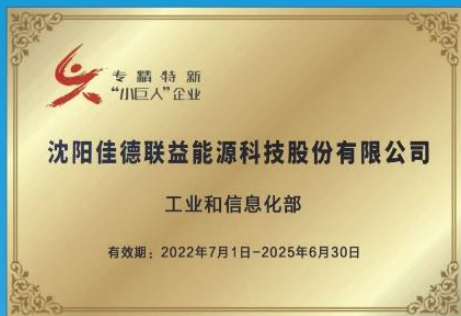 专精特新
“小巨人”企业
沈阳佳德联益能源科技股份有限公司
工业和信息化部
有效期：2022年7月1日-2025年6月30日